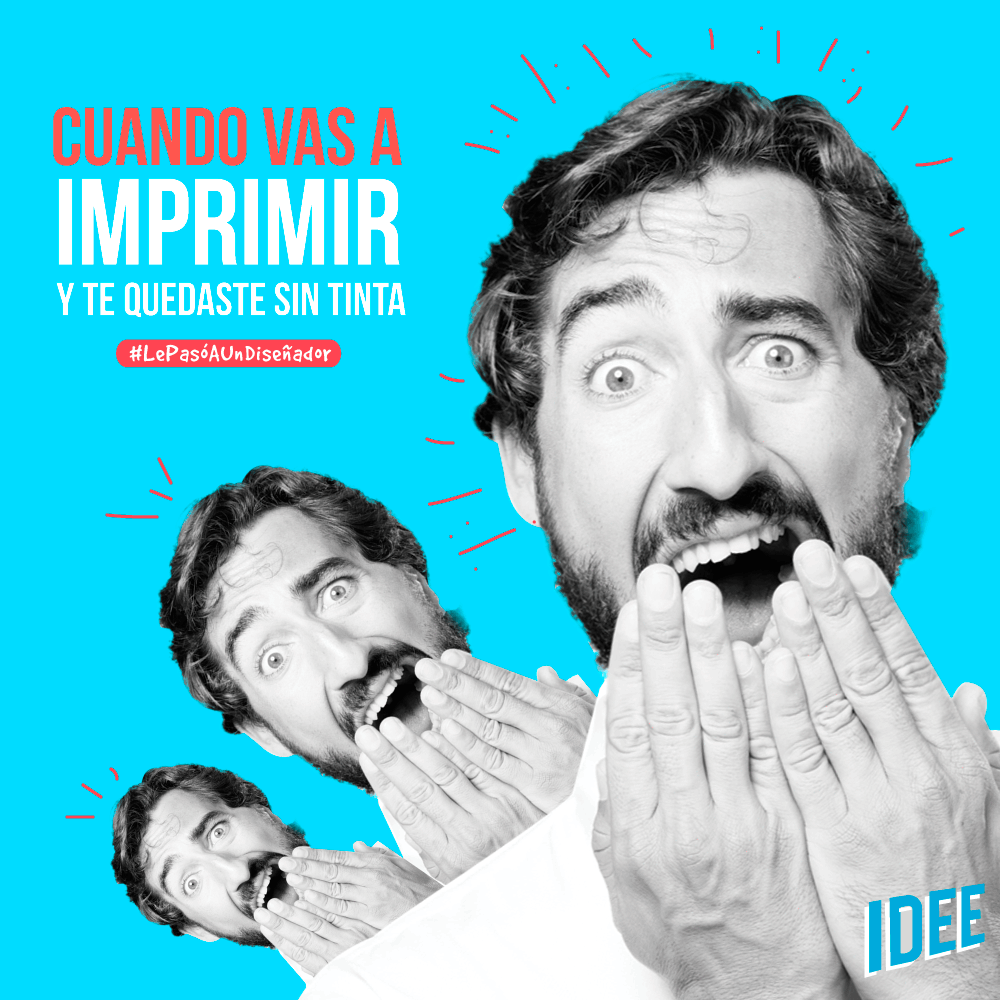 CUANDO VAS A
IMPRIMIR
Y TE QUEDASTE SIN TINTA
#LePasóAUnDiseñador
IDEE